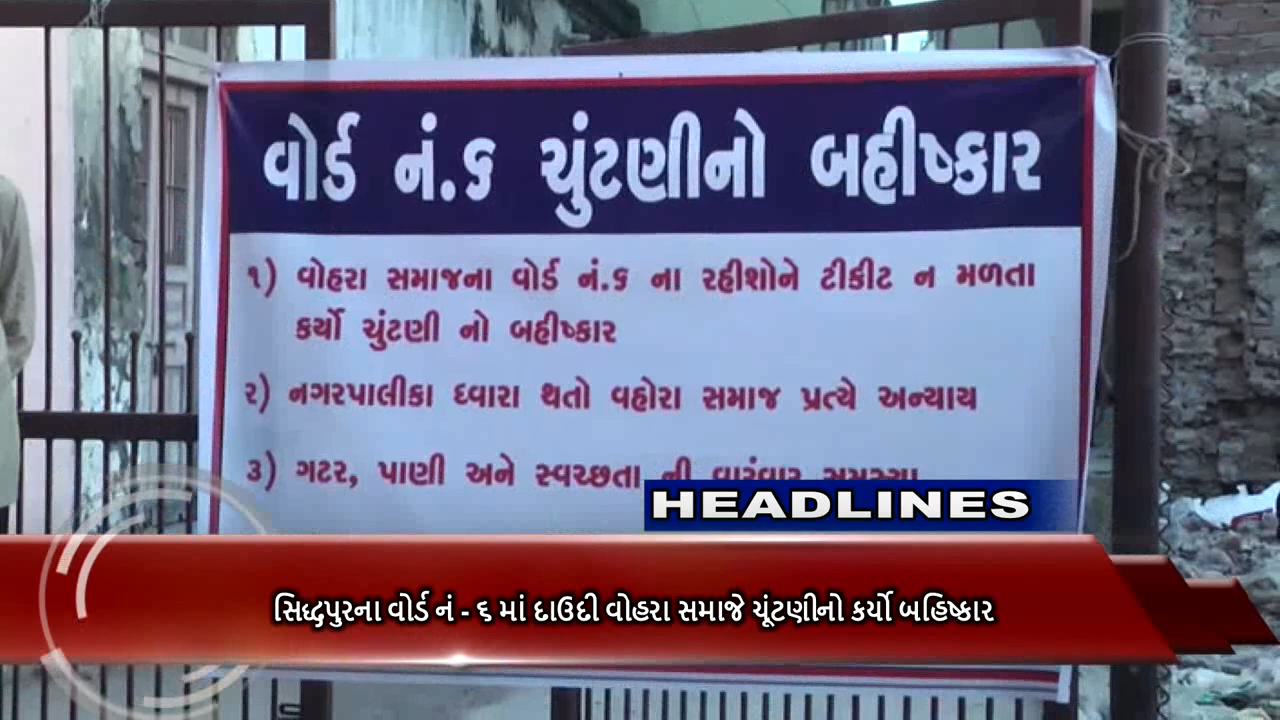 વોર્ડ નં.૬ ચુંટણીનો બહીષ્કાર
૧) વોહરા સમાજના વોર્ડ નં.૬ ના રહીશોને ટીકીટ ન મળતા
કર્યો ચુંટણી નો બહીષ્કાર
૨) નગરપાલીકા ધ્વારા થતો વહોરા સમાજ પ્રત્યે અન્યાય
૩) ગટર, પાણી અને સ્વચ્છતા ની વારંવાર સમસ્યા
HEADLINES
સિધ્ધપુરના વોર્ડ નં - ૬ માં દાઉદી વોહરા સમાજે ચૂંટણીનો કર્યો બહિષ્કાર